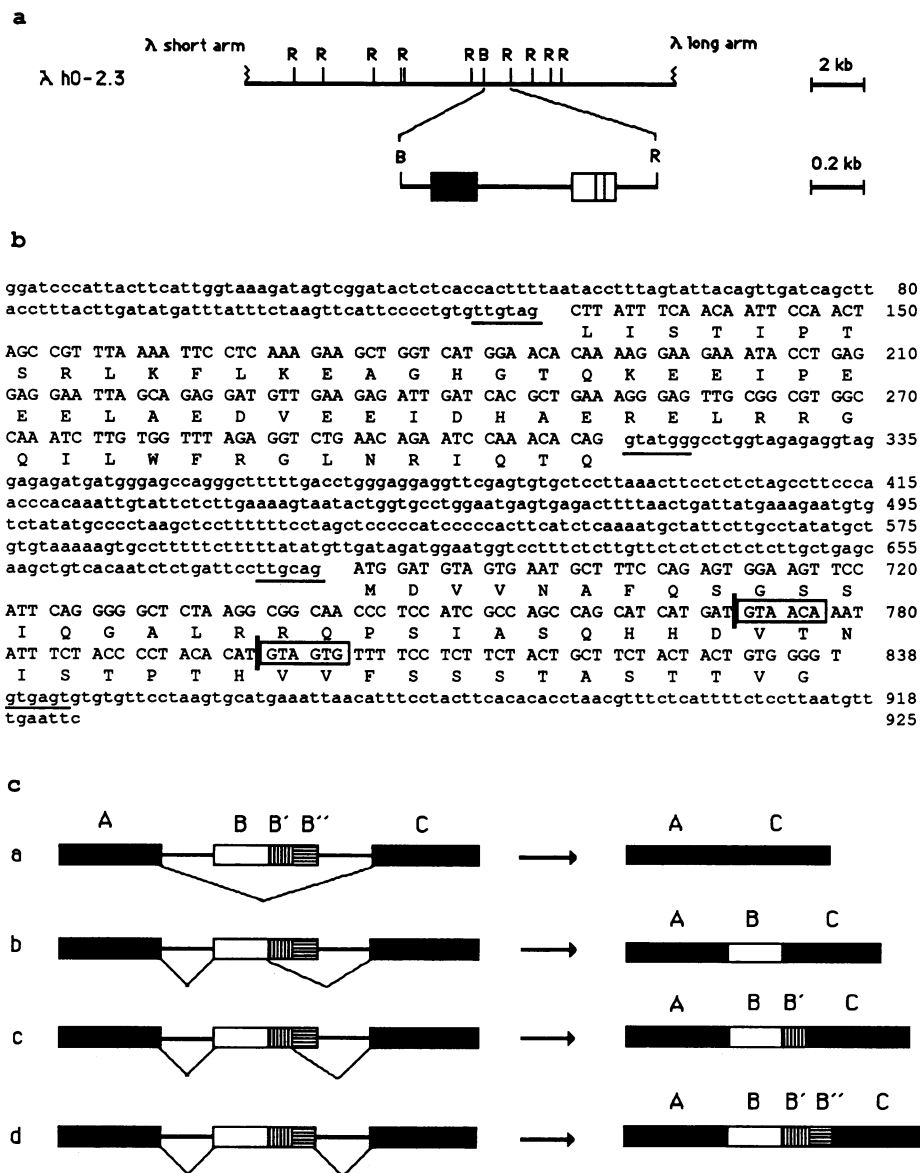 a
λ short arm R R R R R B R R R R λ long arm
λ h0-2.3 2 kb
B R 0.2 kb
b
ggatcccattacttcattggtaaagatagtcggatactctcaccacttttaataccttttagtattacagttgatcagctt 80
acctttacttgatatgatttattttctaagttcattcccctgtgttgtag CTT ATT TCA ACA ATT CCA ACT 150
L I S T I P T
AGC CGT TTA AAA TTC CTC AAA GAA GCT GGT CAT GGA ACA CAA AAG GAA GAA ATA CCT GAG 210
S R L K F L K E A G H G T Q K E E I P E
GAG GAA TTA GCA GAG GAT GTT GAA GAG ATT GAT CAC GCT GAA AGG GAG TTG CGG CGT GGC 270
E E L A E D V E E I D H A E R E L R R G
CAA ATC TTG TGG TTT AGA GGT CTG AAC AGA ATC CAA ACA CAG gtatgggcctggtagagaggtag 335
Q I L W F R G L N R I Q T Q
gagagatgatgggagccagggctttttgacctgggaggaggttcgagtgtgctccttaaacttcctctctagccttccca 415
acccacaaattgtattctcttgaaaagtaatactggtgcctggaatgagtgagacttttaactgattatgaaagaatgtg 495
tctatatgcccctaagctccttttttcctagctcccccatcccccacttcatctcaaaatgctattcttgcctatatgct 575
gtgtaaaaagtgcctttttctttttatatgttgatagatggaatggtcctttctcttgttctctctctctcttgctgagc 655
aagctgtcacaatctctgattccttgcag ATG GAT GTA GTG AAT GCT TTC CAG AGT GGA AGT TCC 720
M D V V N A F Q S G S S
ATT CAG GGG GCT CTA AGG CGG CAA CCC TCC ATC GCC AGC CAG CAT CAT GAT GTA ACA AAT 780
I Q G A L R R Q P S I A S Q H H D V T N
ATT TCT ACC CCT ACA CAT GTA GTG TTT TCC TCT TCT ACT GCT TCT ACT ACT GTG GGG T 838
I S T P T H V V F S S S T A S T T V G
gtgagtgtgtgttcctaagtgcatgaaattaacatttcctacttcacacacctaacgtttctcattttctccttaatgtt 918
tgaattc 925
c
A B B′ B″ C A C
a
A B C
b
A B B′ C
c
A B B′ B″ C
d